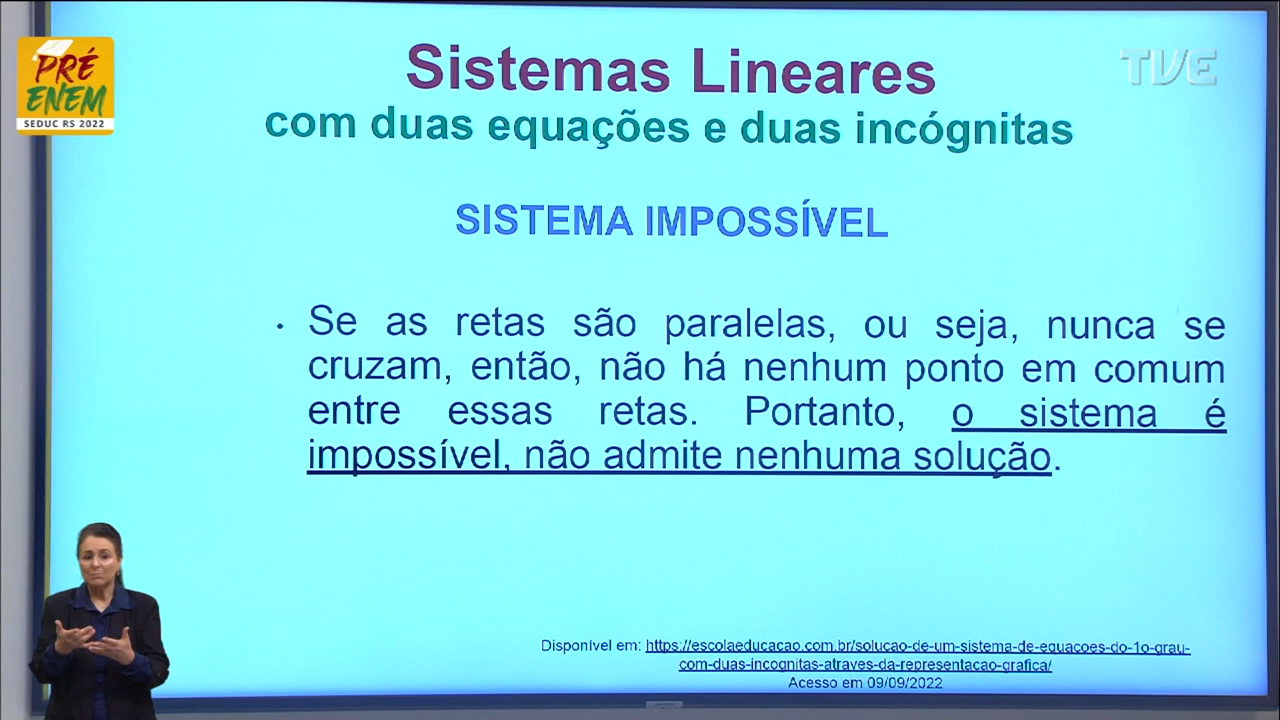 PRÉ
ENEM
SEDUC RS 2022
TVE
Sistemas Lineares
com duas equações e duas incógnitas
SISTEMA IMPOSSÍVEL
• Se as retas são paralelas, ou seja, nunca se
cruzam, então, não há nenhum ponto em comum
entre essas retas. Portanto, o sistema é
impossível, não admite nenhuma solução.
Disponível em: https://escolaeducacao.com.br/solucao-de-um-sistema-de-equacoes-do-1o-grau-
com-duas-incognitas-atraves-da-representacao-grafica/
Acesso em 09/09/2022